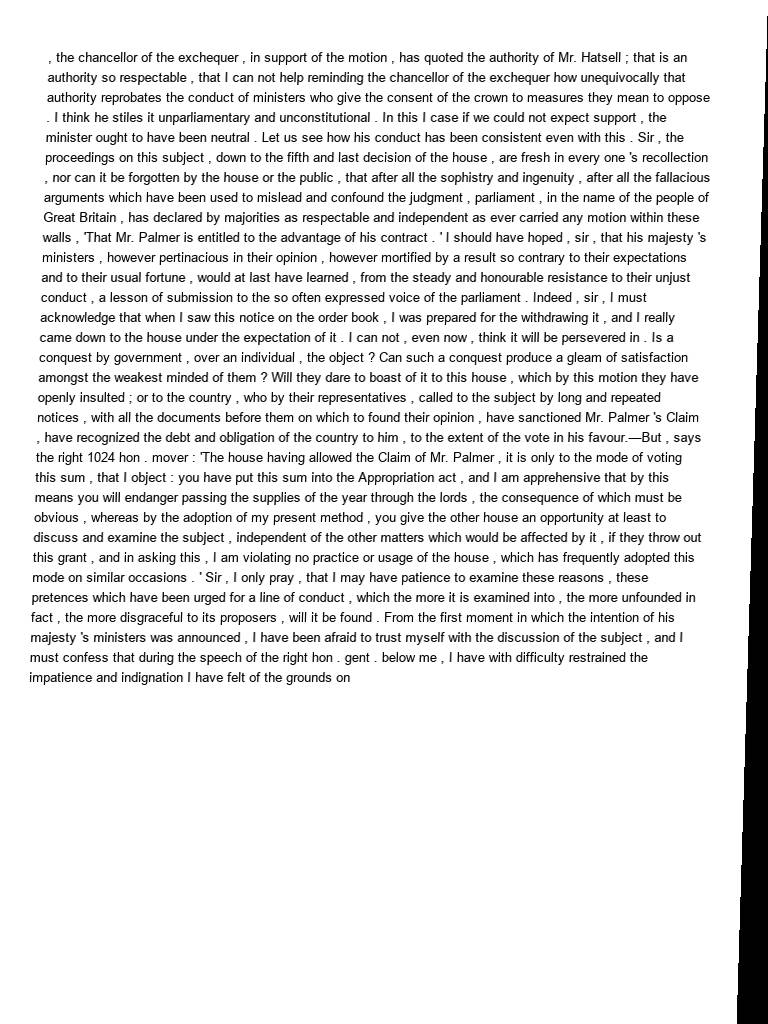 , the chancellor of the exchequer , in support of the motion , has quoted the authority of Mr. Hatsell ; that is an
authority so respectable , that I can not help reminding the chancellor of the exchequer how unequivocally that
authority reprobates the conduct of ministers who give the consent of the crown to measures they mean to oppose
. I think he stiles it unparliamentary and unconstitutional . In this I case if we could not expect support , the
minister ought to have been neutral . Let us see how his conduct has been consistent even with this . Sir , the
proceedings on this subject , down to the fifth and last decision of the house , are fresh in every one 's recollection
, nor can it be forgotten by the house or the public , that after all the sophistry and ingenuity , after all the fallacious
arguments which have been used to mislead and confound the judgment , parliament , in the name of the people of
Great Britain , has declared by majorities as respectable and independent as ever carried any motion within these
walls , 'That Mr. Palmer is entitled to the advantage of his contract . ' I should have hoped , sir , that his majesty 's
ministers , however pertinacious in their opinion , however mortified by a result so contrary to their expectations
and to their usual fortune , would at last have learned , from the steady and honourable resistance to their unjust
conduct , a lesson of submission to the so often expressed voice of the parliament . Indeed , sir , I must
acknowledge that when I saw this notice on the order book , I was prepared for the withdrawing it , and I really
came down to the house under the expectation of it . I can not , even now , think it will be persevered in . Is a
conquest by government , over an individual , the object ? Can such a conquest produce a gleam of satisfaction
amongst the weakest minded of them ? Will they dare to boast of it to this house , which by this motion they have
openly insulted ; or to the country , who by their representatives , called to the subject by long and repeated
notices , with all the documents before them on which to found their opinion , have sanctioned Mr. Palmer 's Claim
, have recognized the debt and obligation of the country to him , to the extent of the vote in his favour.—But , says
the right 1024 hon . mover : 'The house having allowed the Claim of Mr. Palmer , it is only to the mode of voting
this sum , that I object : you have put this sum into the Appropriation act , and I am apprehensive that by this
means you will endanger passing the supplies of the year through the lords , the consequence of which must be
obvious , whereas by the adoption of my present method , you give the other house an opportunity at least to
discuss and examine the subject , independent of the other matters which would be affected by it , if they throw out
this grant , and in asking this , I am violating no practice or usage of the house , which has frequently adopted this
mode on similar occasions . ' Sir , I only pray , that I may have patience to examine these reasons , these
pretences which have been urged for a line of conduct , which the more it is examined into , the more unfounded in
fact , the more disgraceful to its proposers , will it be found . From the first moment in which the intention of his
majesty 's ministers was announced , I have been afraid to trust myself with the discussion of the subject , and I
must confess that during the speech of the right hon . gent . below me , I have with difficulty restrained the
impatience and indignation I have felt of the grounds on